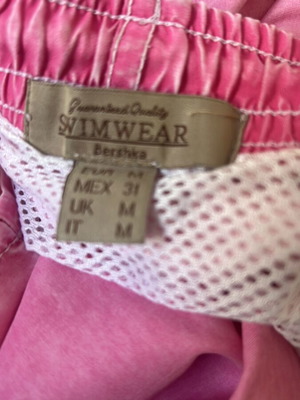 Guaranteed Quality
SWIMWEAR
Bershka
MEX 31
UK M
IT M